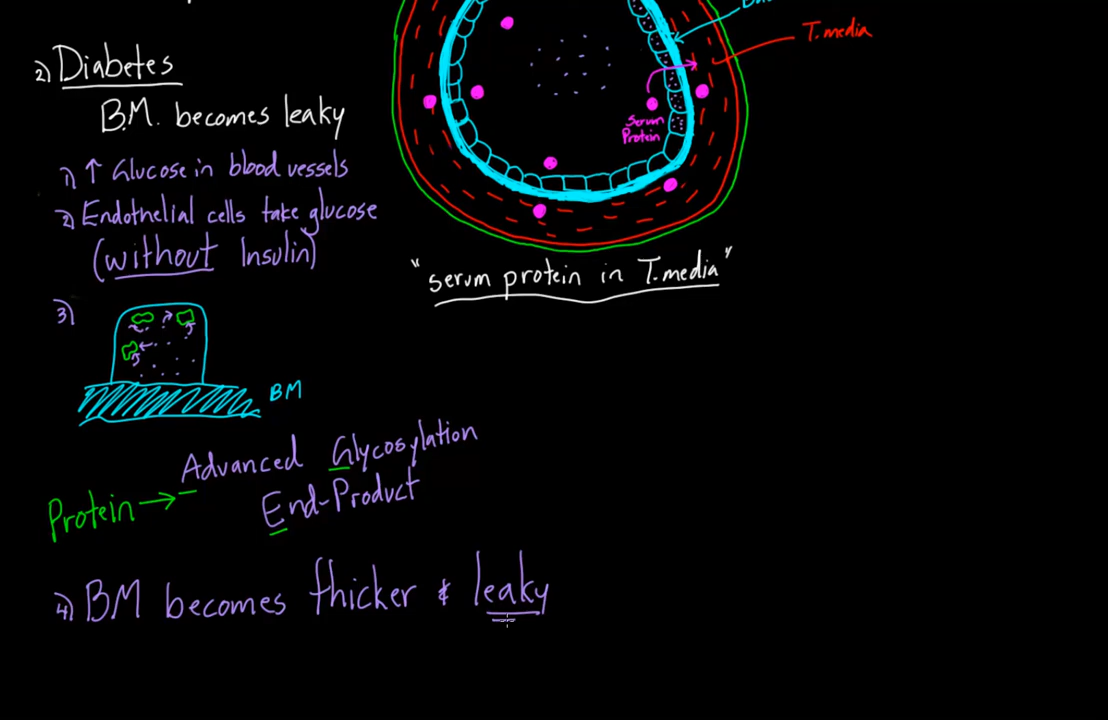 2) Diabetes
B.M. becomes leaky
1) ↑ Glucose in blood vessels
2) Endothelial cells take glucose
(without Insulin)
3)
BM
Advanced Glycosylation
Protein → End-Product
4) BM becomes thicker & leaky
T.media
Serum
Protein
"serum protein in T.media"